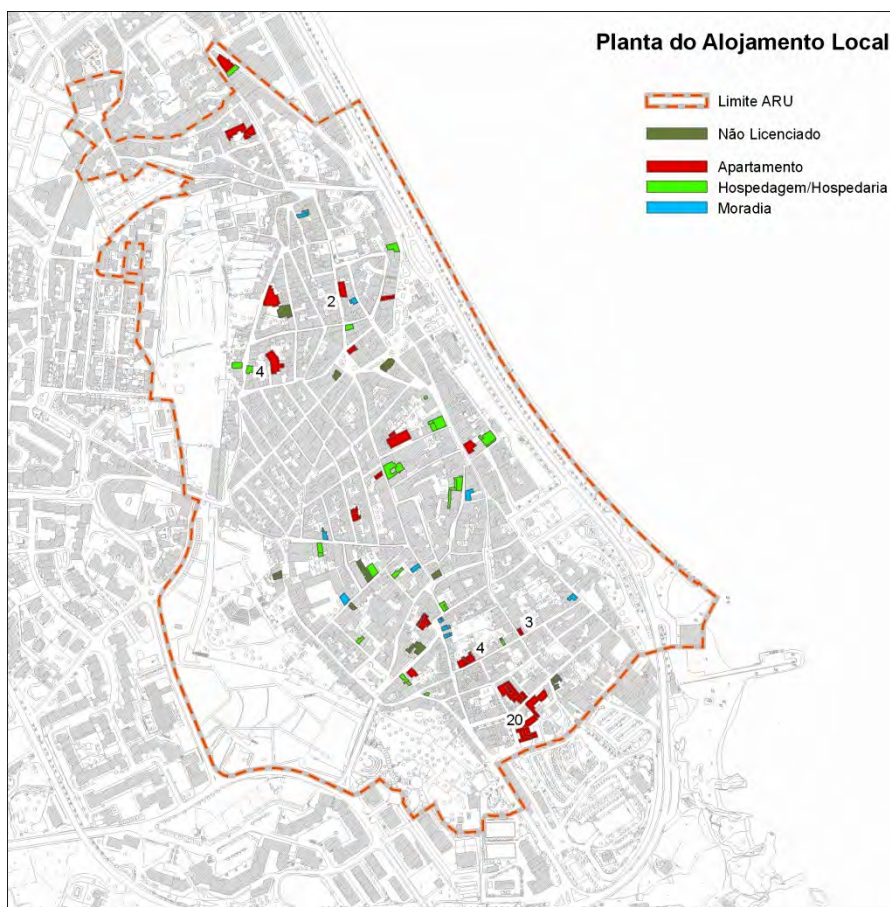 Planta do Alojamento Local
Limite ARU
Não Licenciado
Apartamento
Hospedagem/Hospedaria
Moradia
2
4
3
4
20